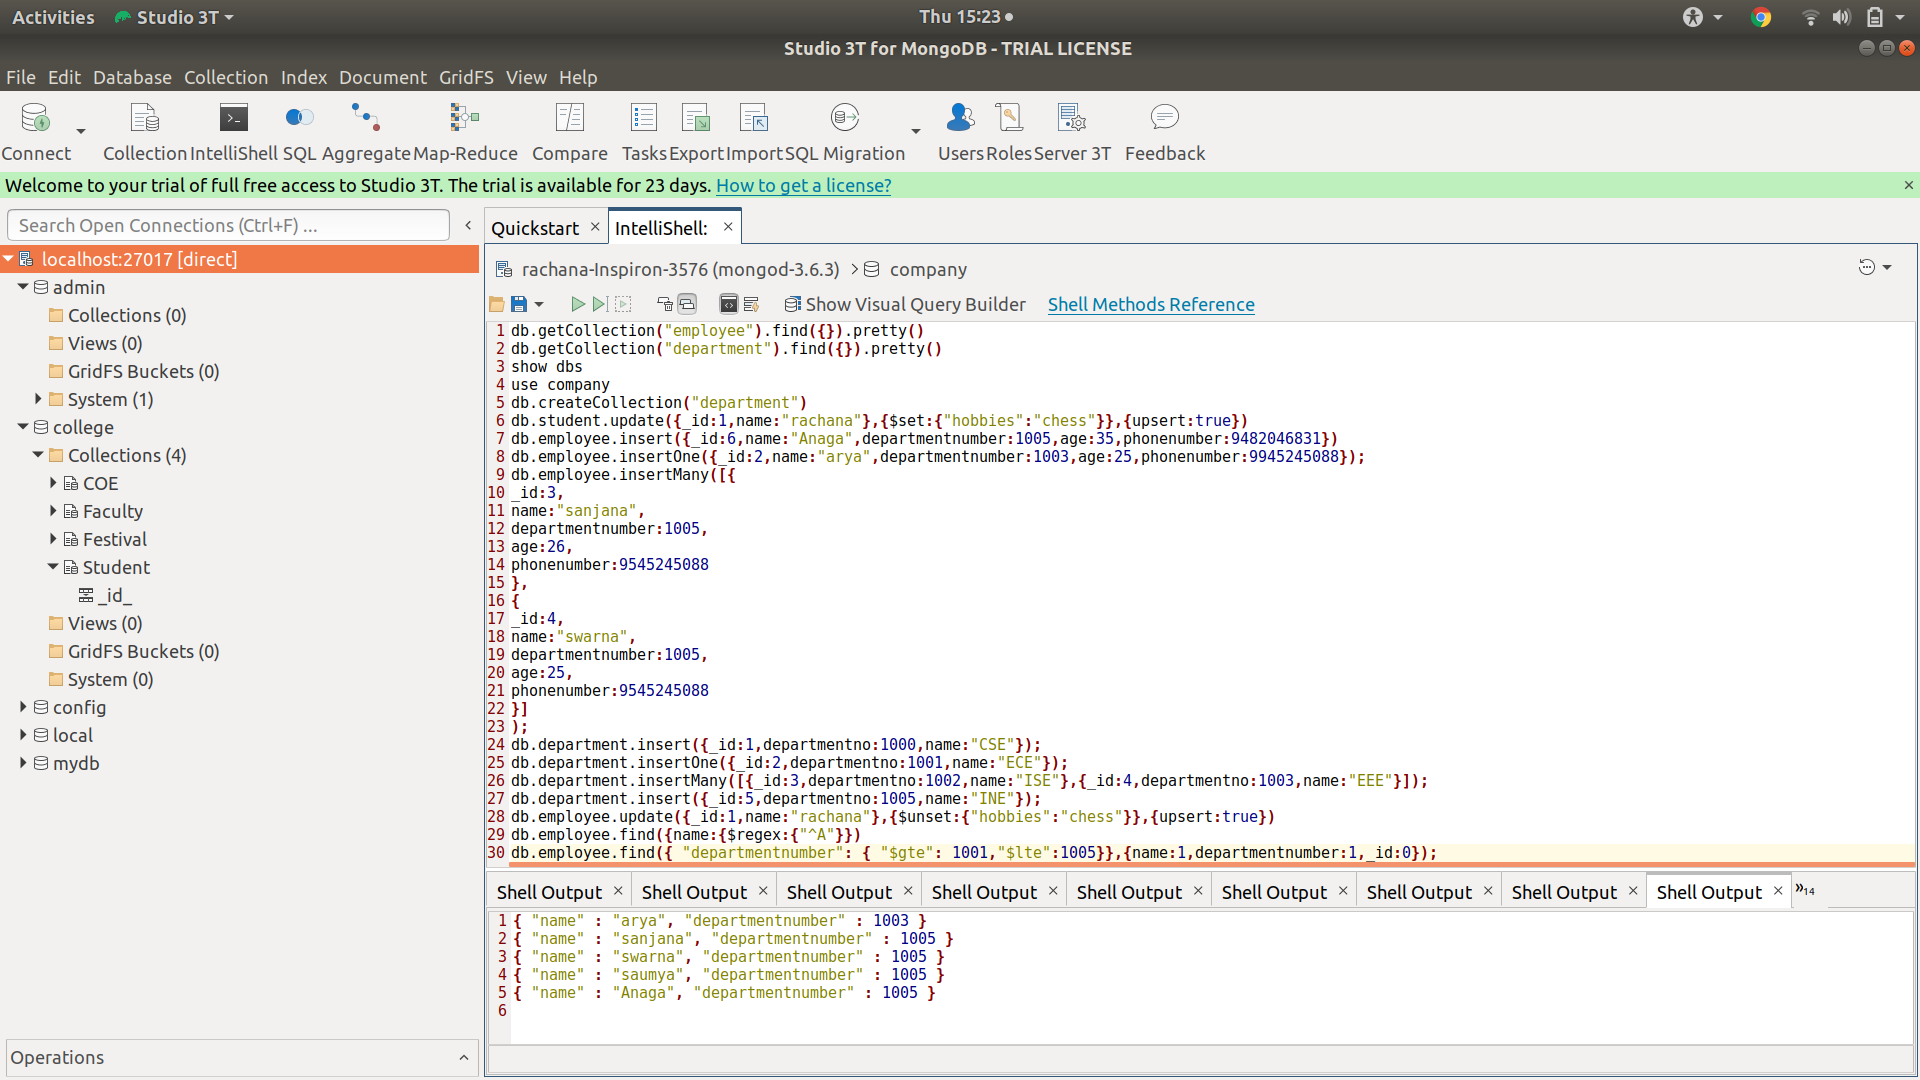 Activities Studio 3T Thu 15:23
Studio 3T for MongoDB - TRIAL LICENSE
File Edit Database Collection Index Document GridFS View Help
Connect Collection IntelliShell SQL Aggregate Map-Reduce Compare Tasks Export Import SQL Migration Users Roles Server 3T Feedback
Welcome to your trial of full free access to Studio 3T. The trial is available for 23 days. How to get a license?
Search Open Connections (Ctrl+F) ...
localhost:27017 [direct]
admin
Collections (0)
Views (0)
GridFS Buckets (0)
System (1)
college
Collections (4)
COE
Faculty
Festival
Student
_id_
Views (0)
GridFS Buckets (0)
System (0)
config
local
mydb
Operations
Quickstart IntelliShell:
rachana-Inspiron-3576 (mongod-3.6.3) > company
Show Visual Query Builder Shell Methods Reference
1 db.getCollection("employee").find({}).pretty()
2 db.getCollection("department").find({}).pretty()
3 show dbs
4 use company
5 db.createCollection("department")
6 db.student.update({_id:1,name:"rachana"},{$set:{"hobbies":"chess"}},{upsert:true})
7 db.employee.insert({_id:6,name:"Anaga",departmentnumber:1005,age:35,phonenumber:9482046831})
8 db.employee.insertOne({_id:2,name:"arya",departmentnumber:1003,age:25,phonenumber:9945245088});
9 db.employee.insertMany([{
10 _id:3,
11 name:"sanjana",
12 departmentnumber:1005,
13 age:26,
14 phonenumber:9545245088
15 },
16 {
17 _id:4,
18 name:"swarna",
19 departmentnumber:1005,
20 age:25,
21 phonenumber:9545245088
22 }]
23 );
24 db.department.insert({_id:1,departmentno:1000,name:"CSE"});
25 db.department.insertOne({_id:2,departmentno:1001,name:"ECE"});
26 db.department.insertMany([{_id:3,departmentno:1002,name:"ISE"},{_id:4,departmentno:1003,name:"EEE"}]);
27 db.department.insert({_id:5,departmentno:1005,name:"INE"});
28 db.employee.update({_id:1,name:"rachana"},{$unset:{"hobbies":"chess"}},{upsert:true})
29 db.employee.find({name:{$regex:{"^A"}})
30 db.employee.find({ "departmentnumber": { "$gte": 1001,"$lte":1005}},{name:1,departmentnumber:1,_id:0});
Shell Output Shell Output Shell Output Shell Output Shell Output Shell Output Shell Output Shell Output Shell Output »14
1 { "name" : "arya", "departmentnumber" : 1003 }
2 { "name" : "sanjana", "departmentnumber" : 1005 }
3 { "name" : "swarna", "departmentnumber" : 1005 }
4 { "name" : "saumya", "departmentnumber" : 1005 }
5 { "name" : "Anaga", "departmentnumber" : 1005 }
6